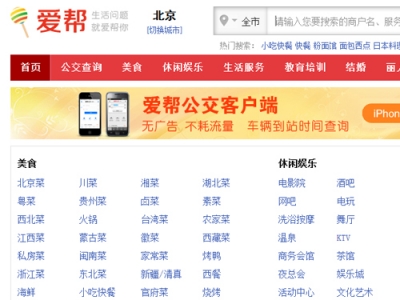 爱帮 生活问题 就爱帮你
北京
[切换城市]
全市 请输入您要搜索的商户名、服务
热门搜索: 小吃快餐 快餐 粉面馆 面包西点 日本料理
首页 公交查询 美食 休闲娱乐 生活服务 教育培训 结婚 丽人
爱帮公交客户端
无广告 不耗流量 车辆到站时间查询
iPhone
美食 休闲娱乐
北京菜 川菜 湘菜 湖北菜 电影院 酒吧
粤菜 贵州菜 卤菜 素菜 网吧 电玩
西北菜 火锅 台湾菜 农家菜 洗浴按摩 舞厅
江西菜 蒙古菜 徽菜 西藏菜 温泉 KTV
私房菜 闽南菜 家常菜 烤鸭 商务会馆 茶馆
浙江菜 东北菜 新疆/清真 西餐 夜总会 娱乐城
海鲜 小吃快餐 官府菜 烧烤 活动中心 文化艺术